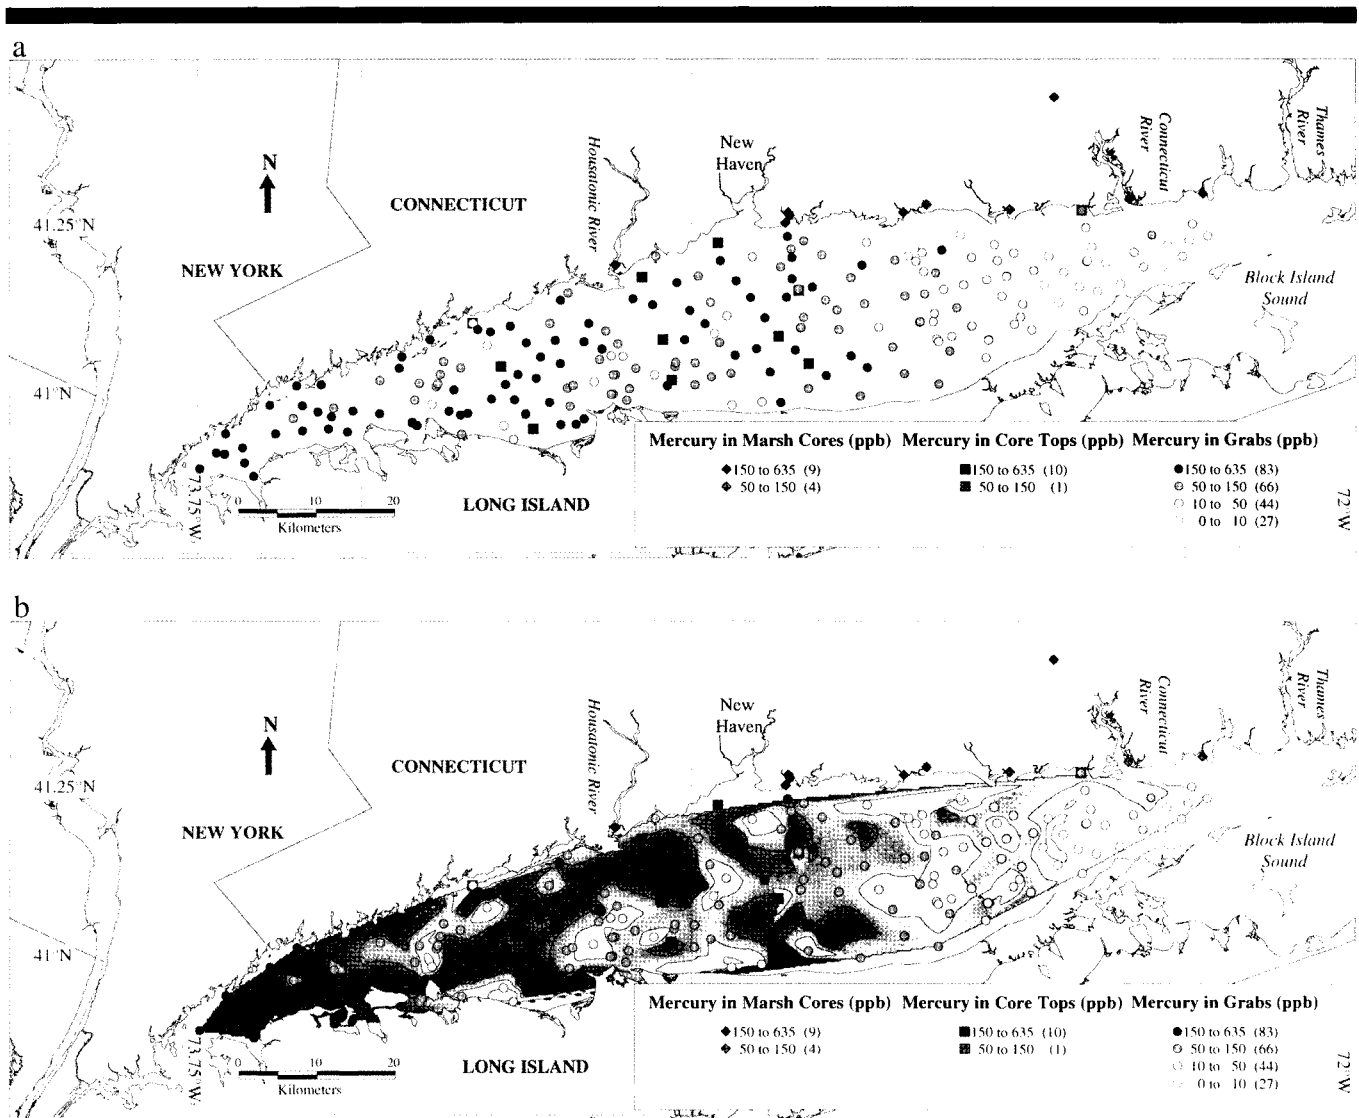 a
N
CONNECTICUT
NEW YORK
41.25°N
41°N
Housatonic River
New
Haven
Connecticut
River
Thames
River
Block Island
Sound
73.75°W
72°W
0 10 20
Kilometers
LONG ISLAND
Mercury in Marsh Cores (ppb)
150 to 635 (9)
50 to 150 (4)
Mercury in Core Tops (ppb)
150 to 635 (10)
50 to 150 (1)
Mercury in Grabs (ppb)
150 to 635 (83)
50 to 150 (66)
10 to 50 (44)
0 to 10 (27)
b
N
CONNECTICUT
NEW YORK
41.25°N
41°N
Housatonic River
New
Haven
Connecticut
River
Thames
River
Block Island
Sound
73.75°W
72°W
0 10 20
Kilometers
LONG ISLAND
Mercury in Marsh Cores (ppb)
150 to 635 (9)
50 to 150 (4)
Mercury in Core Tops (ppb)
150 to 635 (10)
50 to 150 (1)
Mercury in Grabs (ppb)
150 to 635 (83)
50 to 150 (66)
10 to 50 (44)
0 to 10 (27)